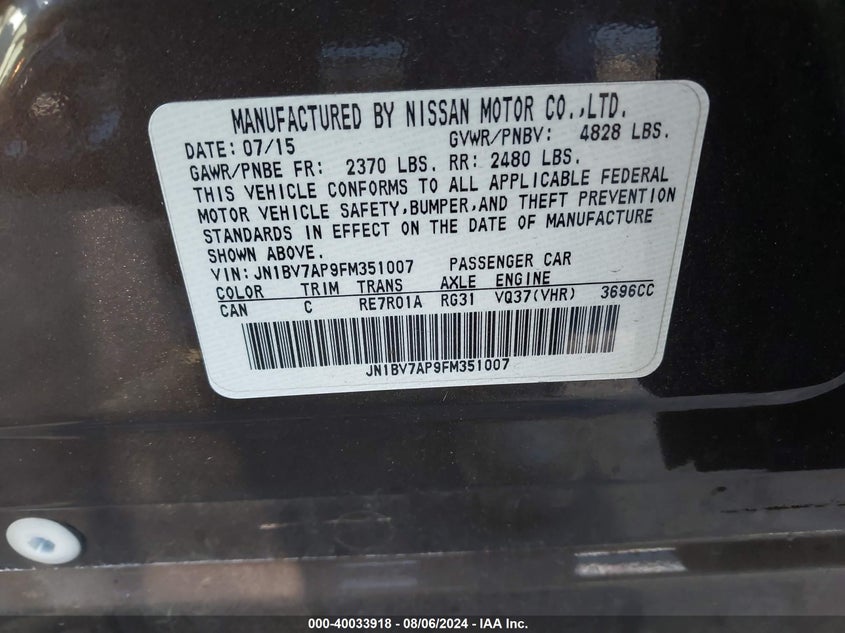 MANUFACTURED BY NISSAN MOTOR CO.,LTD.
DATE: 07/15 GVWR/PNBV: 4828 LBS.
GAWR/PNBE FR: 2370 LBS. RR: 2480 LBS.
THIS VEHICLE CONFORMS TO ALL APPLICABLE FEDERAL
MOTOR VEHICLE SAFETY,BUMPER,AND THEFT PREVENTION
STANDARDS IN EFFECT ON THE DATE OF MANUFACTURE
SHOWN ABOVE.
VIN: JN1BV7AP9FM351007 PASSENGER CAR
COLOR TRIM TRANS AXLE ENGINE
CAN C RE7R01A RG31 VQ37(VHR) 3696CC
JN1BV7AP9FM351007
000-40033918 - 08/06/2024 - IAA Inc.